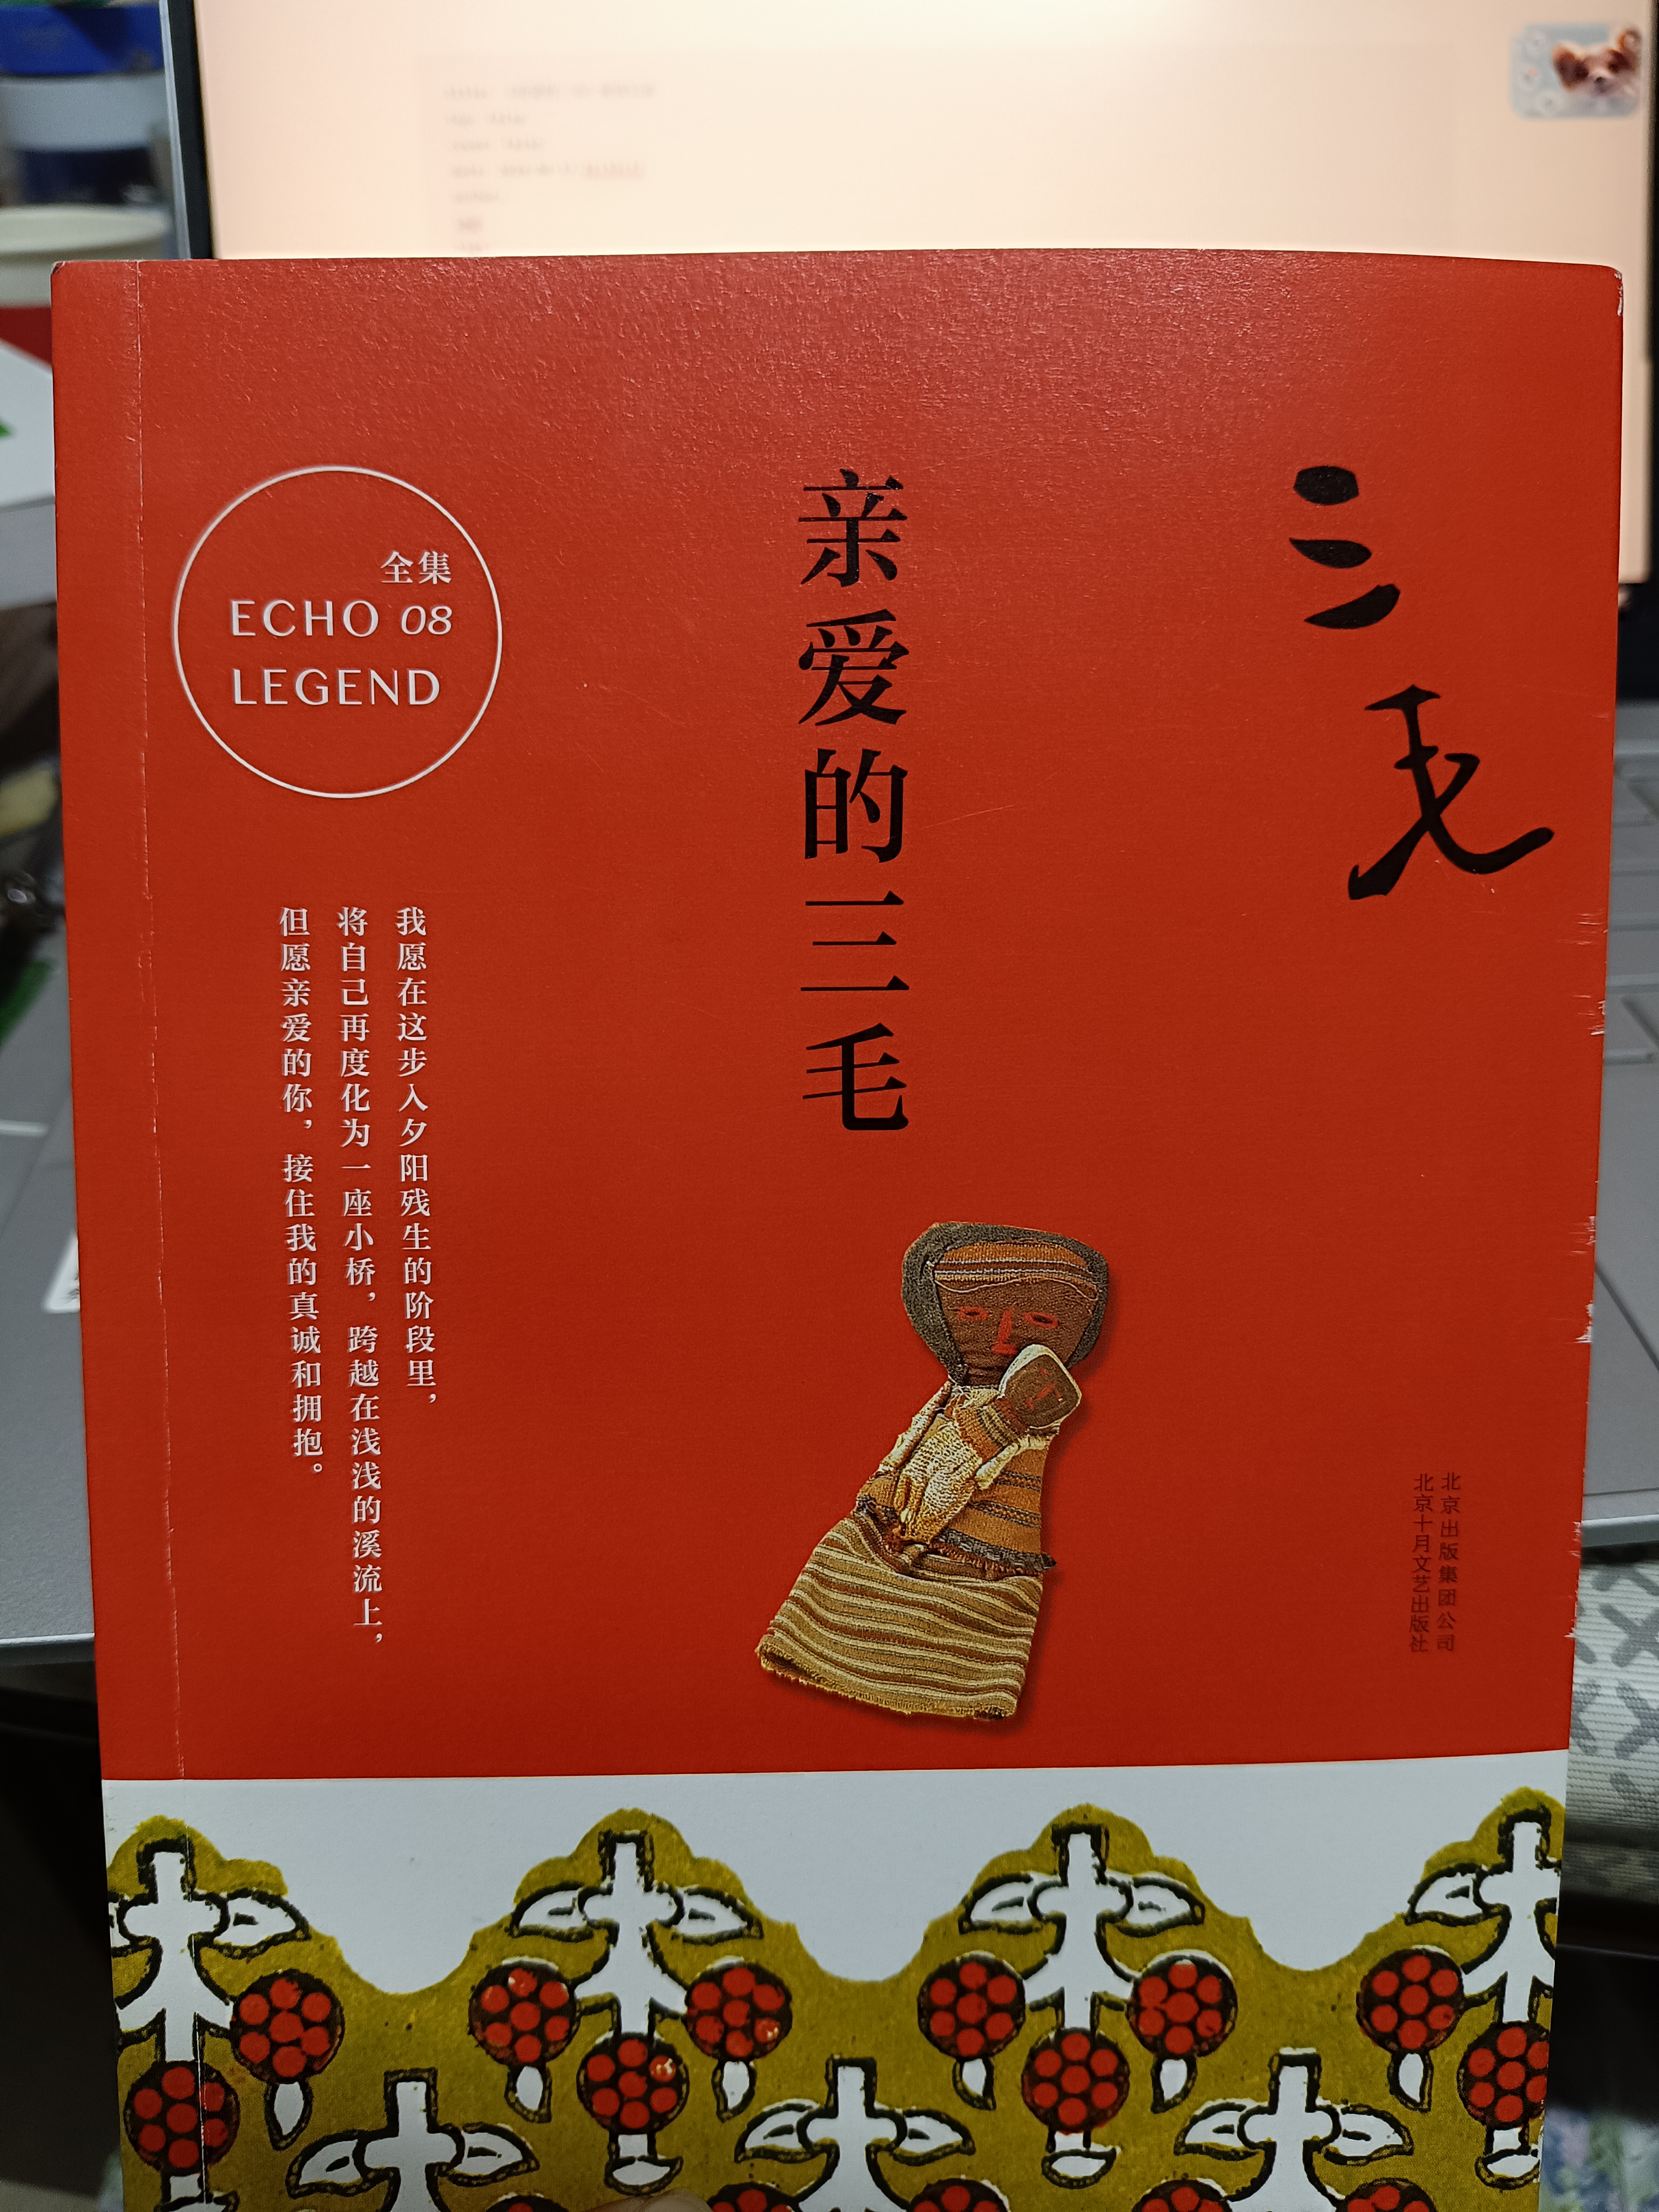 三毛
亲爱的三毛
全集
ECHO 08
LEGEND
我愿在这步入夕阳残生的阶段里，
将自己再度化为一座小桥，跨越在浅浅的溪流上，
但愿亲爱的你，接住我的真诚和拥抱。
北京出版集团公司
北京十月文艺出版社